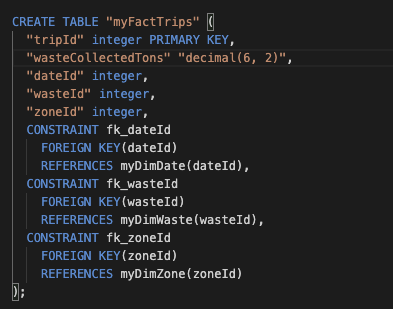 CREATE TABLE "myFactTrips" (
  "tripId" integer PRIMARY KEY,
  "wasteCollectedTons" "decimal(6, 2)",
  "dateId" integer,
  "wasteId" integer,
  "zoneId" integer,
  CONSTRAINT fk_dateId
    FOREIGN KEY(dateId)
    REFERENCES myDimDate(dateId),
  CONSTRAINT fk_wasteId
    FOREIGN KEY(wasteId)
    REFERENCES myDimWaste(wasteId),
  CONSTRAINT fk_zoneId
    FOREIGN KEY(zoneId)
    REFERENCES myDimZone(zoneId)
);